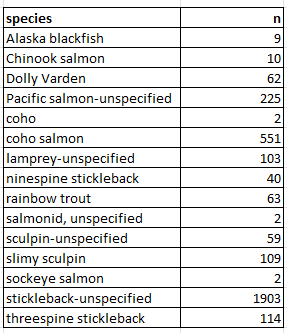 species n
Alaska blackfish 9
Chinook salmon 10
Dolly Varden 62
Pacific salmon-unspecified 225
coho 2
coho salmon 551
lamprey-unspecified 103
ninespine stickleback 40
rainbow trout 63
salmonid, unspecified 2
sculpin-unspecified 59
slimy sculpin 109
sockeye salmon 2
stickleback-unspecified 1903
threespine stickleback 114